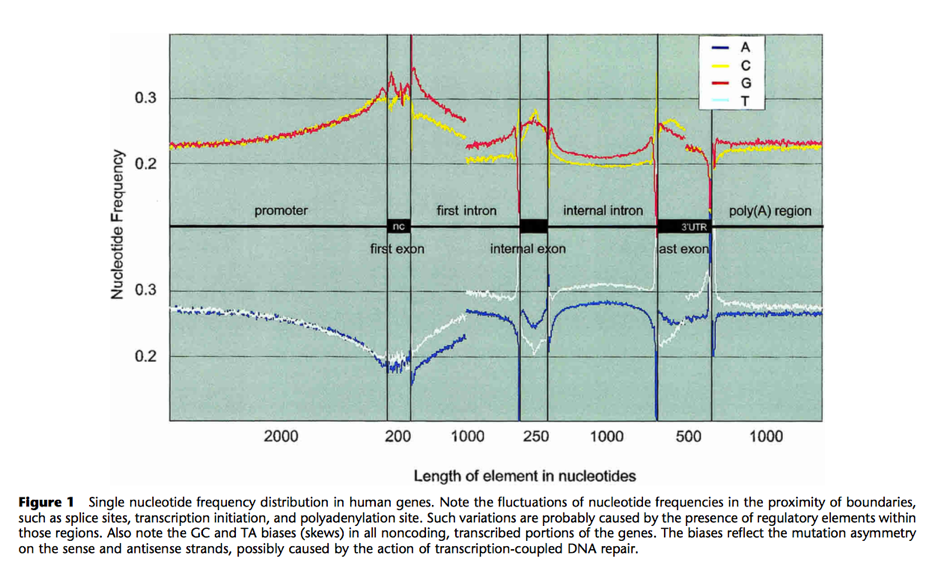 A
C
G
T
0.3
0.2
Nucleotide Frequency
promoter
first intron
internal intron
poly(A) region
nc
3'UTR
first exon
internal exon
ast exon
0.3
0.2
2000 200 1000 250 1000 500 1000
Length of element in nucleotides
Figure 1 Single nucleotide frequency distribution in human genes. Note the fluctuations of nucleotide frequencies in the proximity of boundaries,
such as splice sites, transcription initiation, and polyadenylation site. Such variations are probably caused by the presence of regulatory elements within
those regions. Also note the GC and TA biases (skews) in all noncoding, transcribed portions of the genes. The biases reflect the mutation asymmetry
on the sense and antisense strands, possibly caused by the action of transcription-coupled DNA repair.